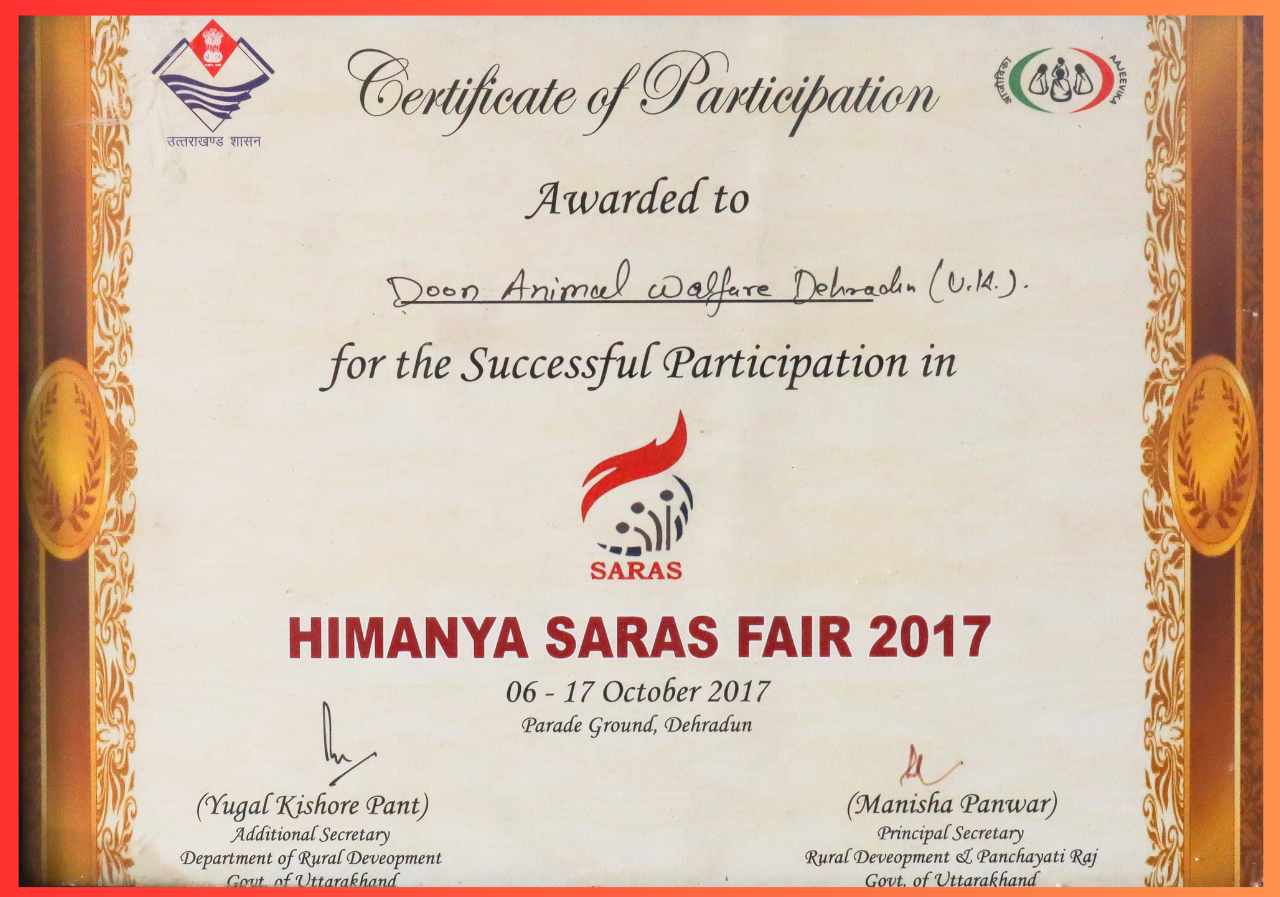 Certificate of Participation
उत्तराखण्ड शासन
आजीविका
AAJEEVIKA
Awarded to
Doon Animal Walfare Dehradun (U.K.).
for the Successful Participation in
SARAS
HIMANYA SARAS FAIR 2017
06 - 17 October 2017
Parade Ground, Dehradun
(Yugal Kishore Pant)
Additional Secretary
Department of Rural Deveopment
Govt. of Uttarakhand
(Manisha Panwar)
Principal Secretary
Rural Deveopment & Panchayati Raj
Govt. of Uttarakhand